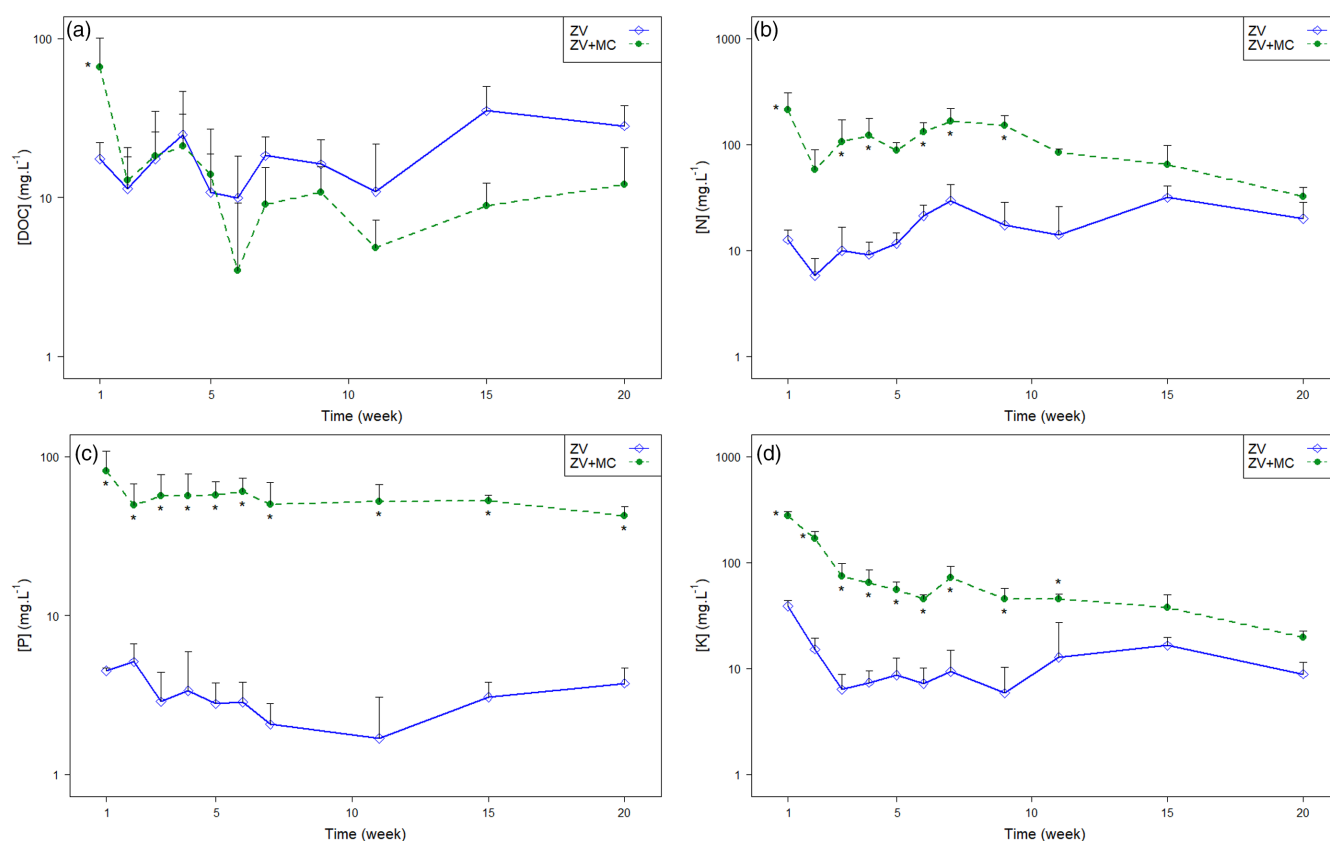 (a)
ZV
ZV+MC
100
10
1
[DOC] (mg.L⁻¹)
*
1 5 10 15 20
Time (week)
(b)
ZV
ZV+MC
1000
100
10
1
[N] (mg.L⁻¹)
* * * * * *
1 5 10 15 20
Time (week)
(c)
ZV
ZV+MC
100
10
1
[P] (mg.L⁻¹)
* * * * * * * * * *
1 5 10 15 20
Time (week)
(d)
ZV
ZV+MC
1000
100
10
1
[K] (mg.L⁻¹)
* * * * * * * * *
1 5 10 15 20
Time (week)